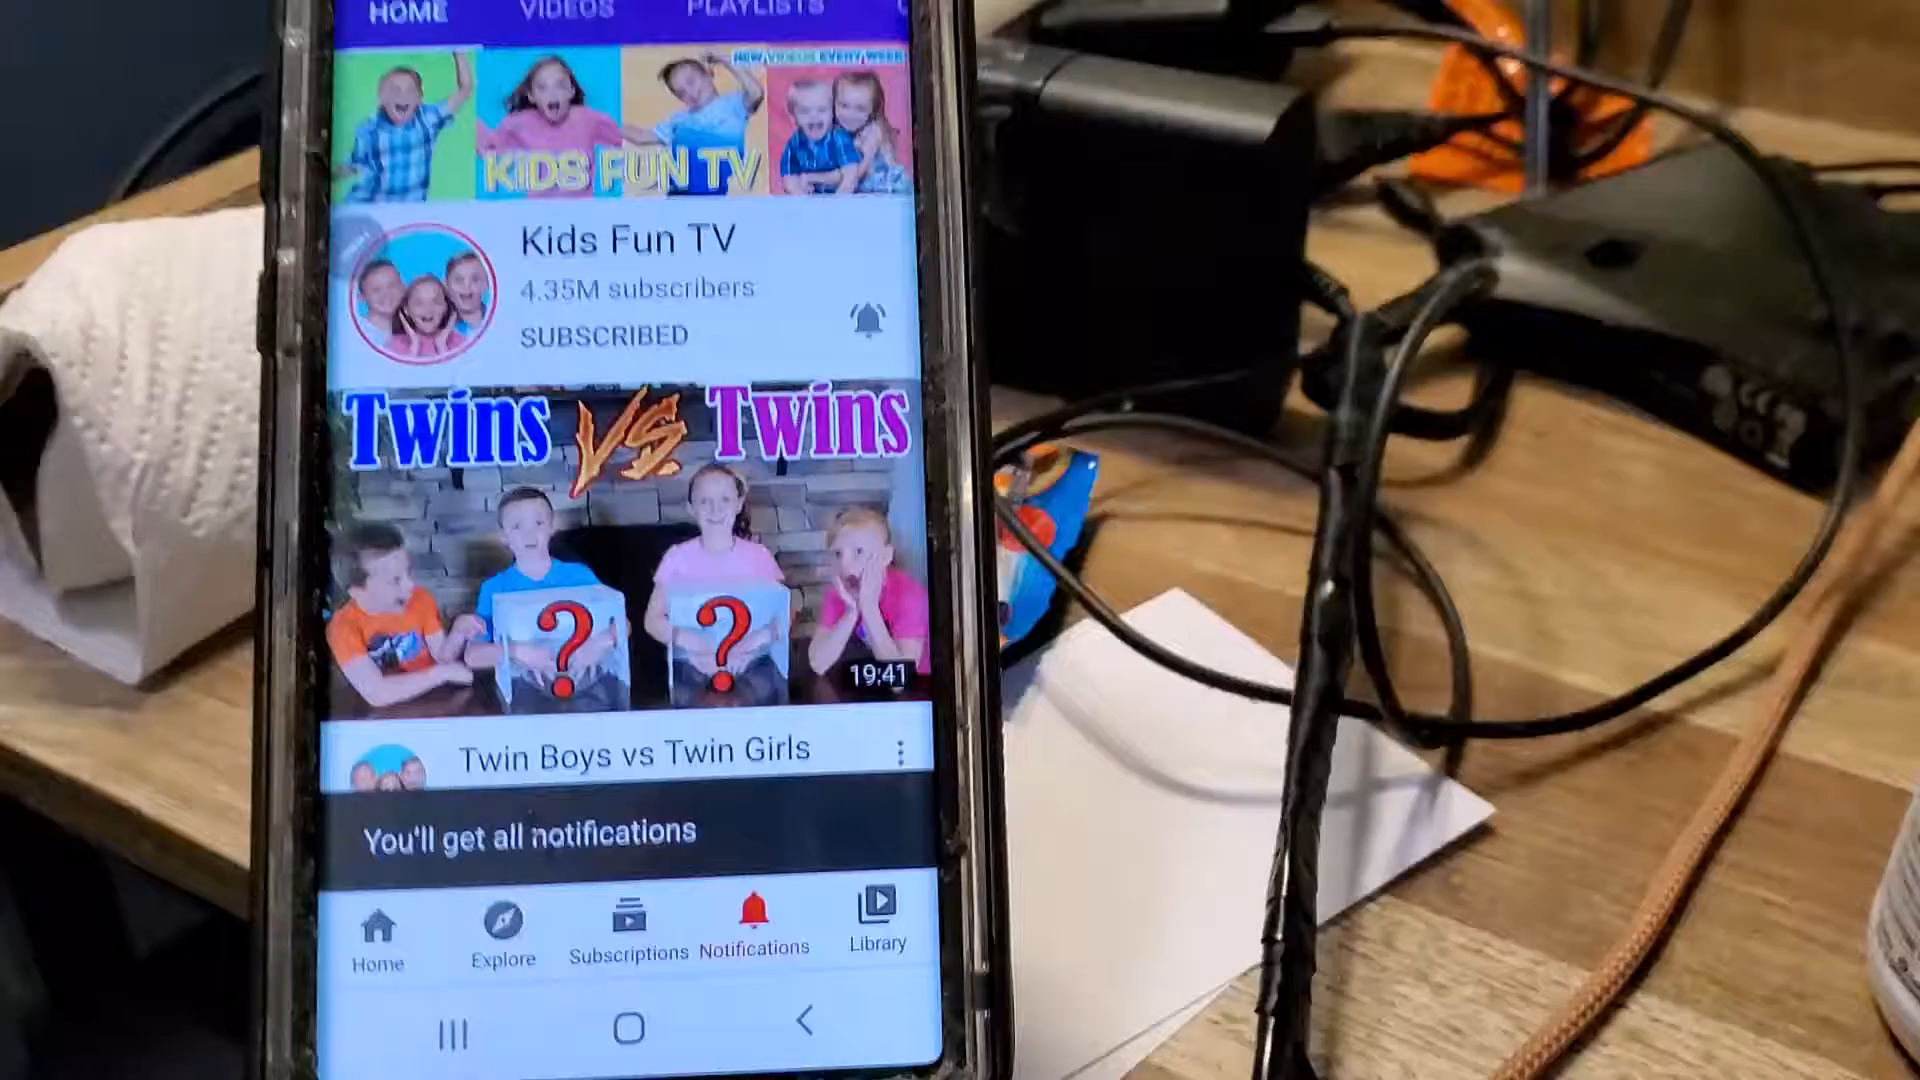 HOME VIDEOS PLAYLISTS
NEW VIDEOS EVERY WEEK
KIDS FUN TV
Kids Fun TV
4.35M subscribers
SUBSCRIBED
Twins VS Twins
? ?
19:41
Twin Boys vs Twin Girls
You'll get all notifications
Home Explore Subscriptions Notifications Library